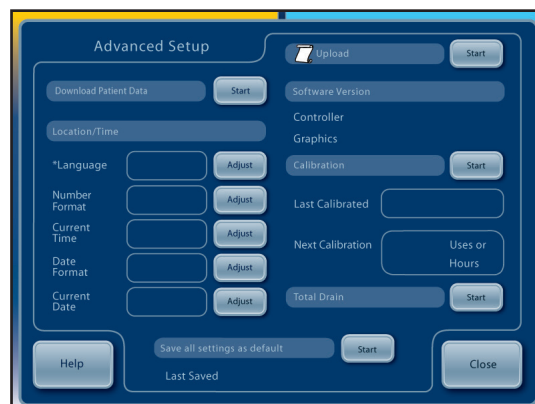 Advanced Setup
Upload
Start
Download Patient Data
Start
Software Version
Controller
Graphics
Location/Time
*Language
Adjust
Number
Format
Adjust
Current
Time
Adjust
Date
Format
Adjust
Current
Date
Adjust
Calibration
Start
Last Calibrated
Next Calibration
Uses or
Hours
Total Drain
Start
Save all settings as default
Start
Last Saved
Help
Close